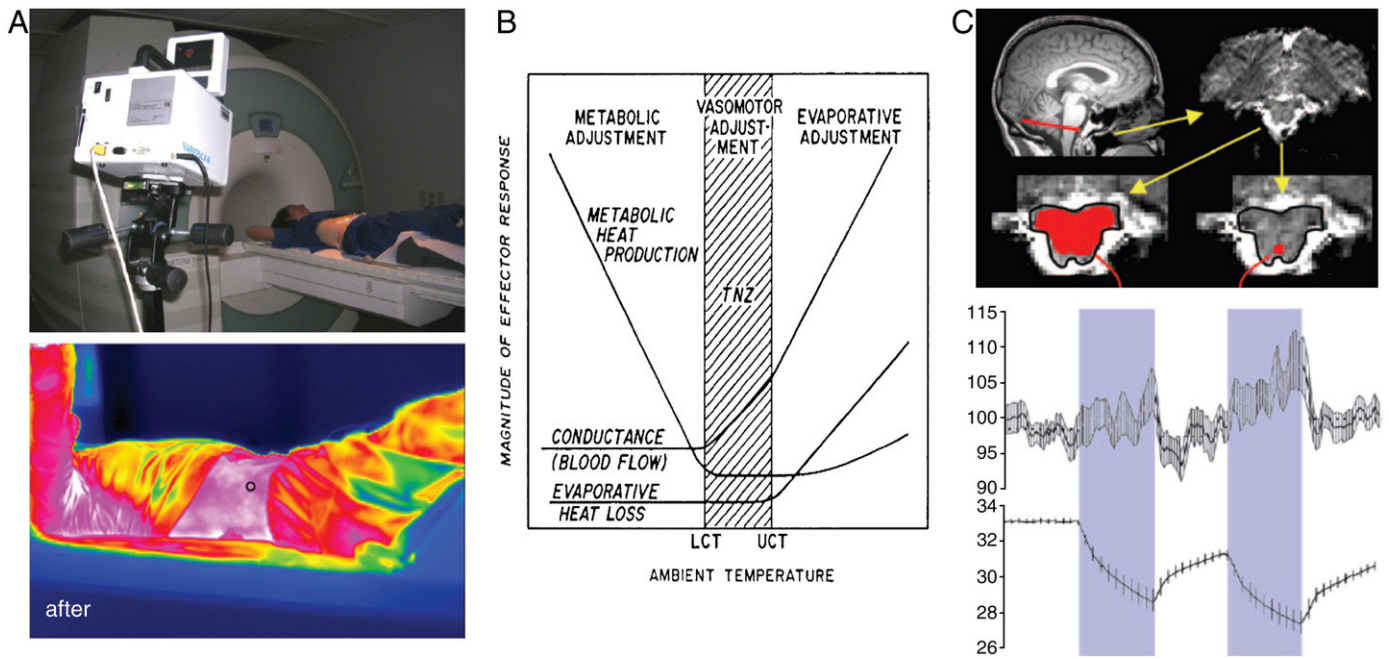 A
VARIOSCAN
after
B
METABOLIC
ADJUSTMENT
VASOMOTOR
ADJUST-
MENT
EVAPORATIVE
ADJUSTMENT
METABOLIC
HEAT
PRODUCTION
TNZ
CONDUCTANCE
(BLOOD FLOW)
EVAPORATIVE
HEAT LOSS
LCT
UCT
MAGNITUDE OF EFFECTOR RESPONSE
AMBIENT TEMPERATURE
C
115
110
105
100
95
90
34
32
30
28
26